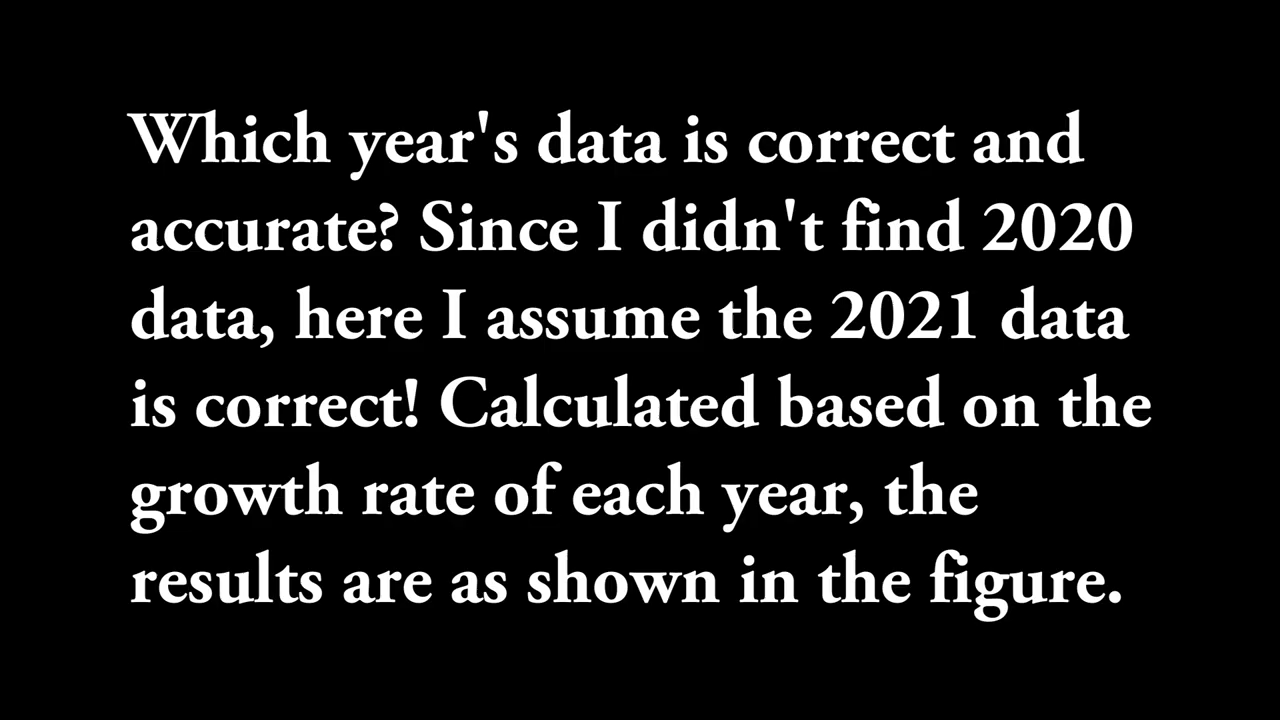 Which year's data is correct and
accurate? Since I didn't find 2020
data, here I assume the 2021 data
is correct! Calculated based on the
growth rate of each year, the
results are as shown in the figure.